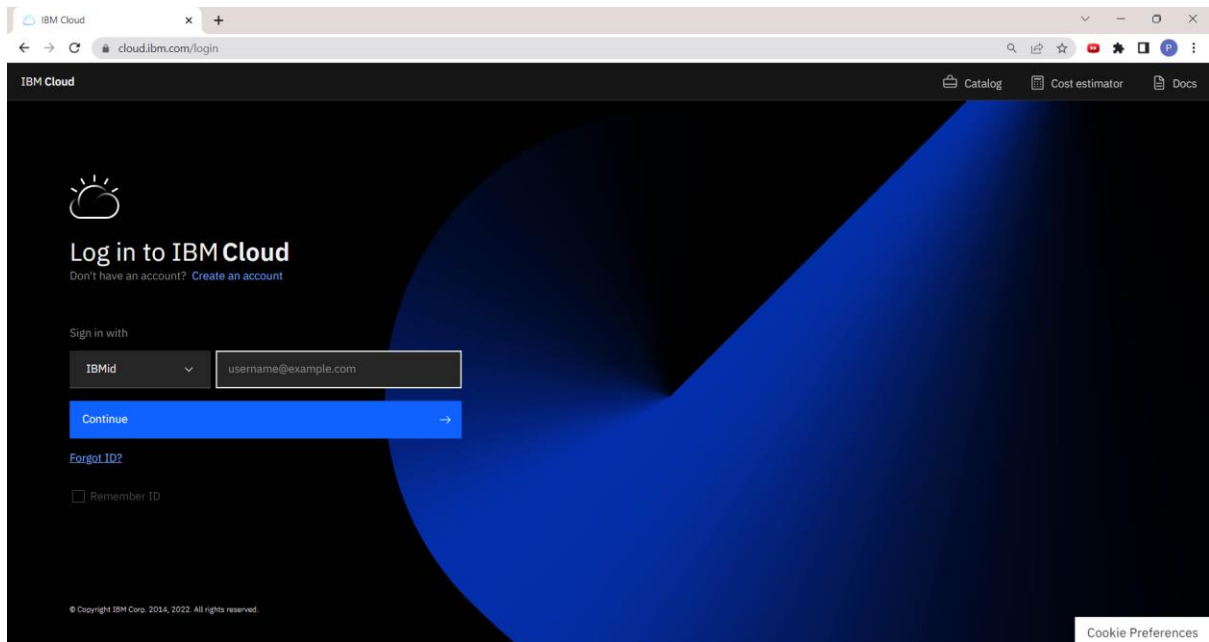 IBM Cloud
cloud.ibm.com/login
P
IBM Cloud
Catalog
Cost estimator
Docs
Log in to IBM Cloud
Don't have an account? Create an account
Sign in with
IBMid
username@example.com
Continue
Forgot ID?
Remember ID
© Copyright IBM Corp. 2014, 2022. All rights reserved.
Cookie Preferences